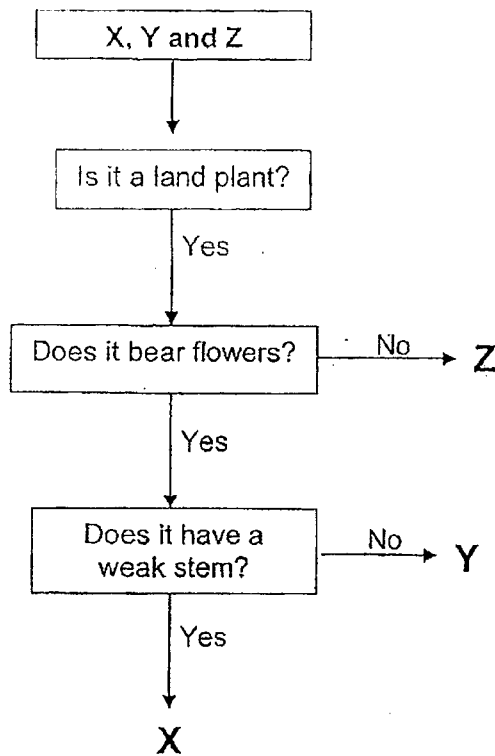 X, Y and Z
Is it a land plant?
Yes
Does it bear flowers?
No
Z
Yes
Does it have a
weak stem?
No
Y
Yes
X